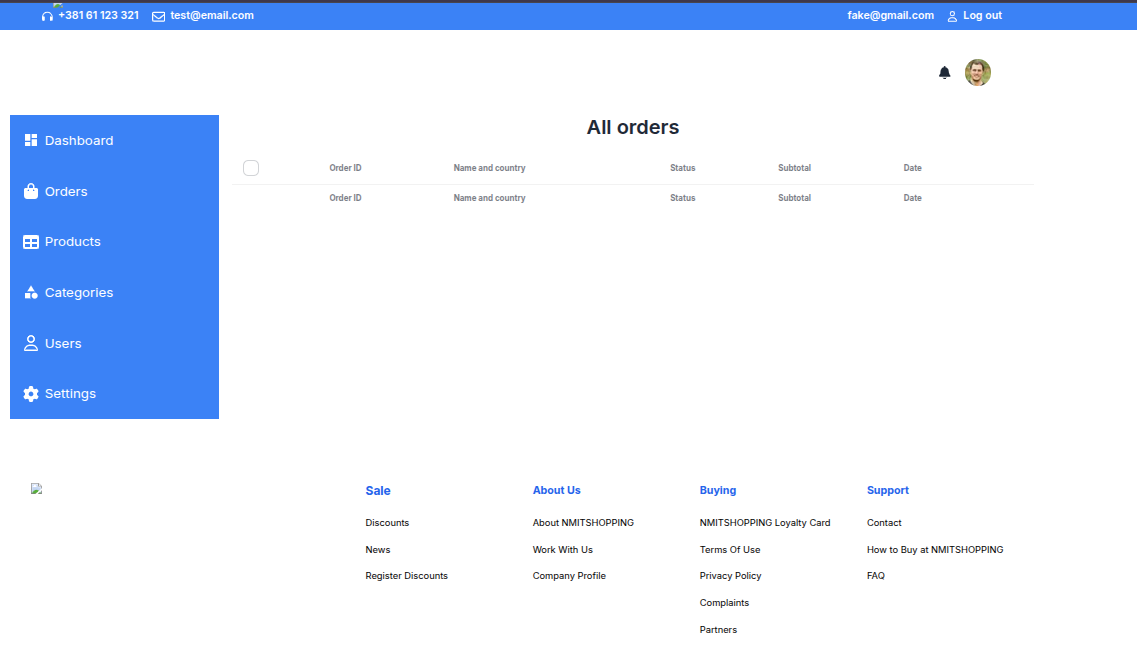 +381 61 123 321 test@email.com fake@gmail.com Log out
All orders
Dashboard
Orders
Products
Categories
Users
Settings
Order ID Name and country Status Subtotal Date
Order ID Name and country Status Subtotal Date
Sale
Discounts
News
Register Discounts
About Us
About NMITSHOPPING
Work With Us
Company Profile
Buying
NMITSHOPPING Loyalty Card
Terms Of Use
Privacy Policy
Complaints
Partners
Support
Contact
How to Buy at NMITSHOPPING
FAQ